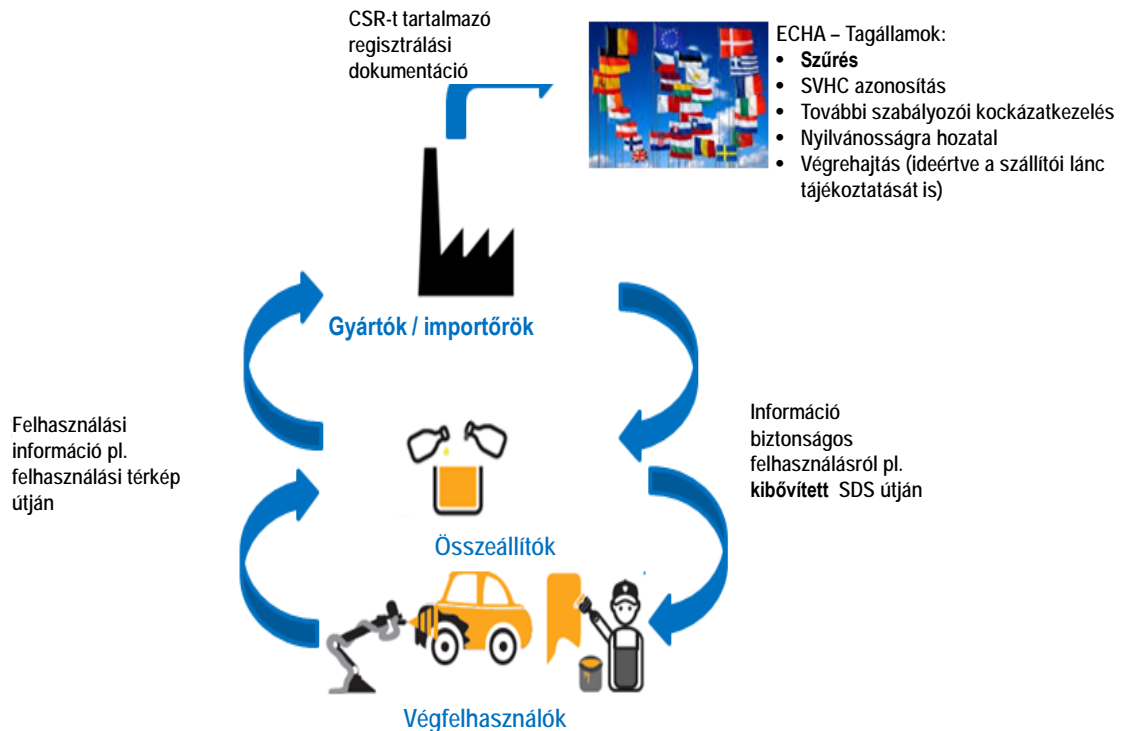 CSR-t tartalmazó
regisztrálási
dokumentáció
ECHA – Tagállamok:
• Szűrés
• SVHC azonosítás
• További szabályozói kockázatkezelés
• Nyilvánosságra hozatal
• Végrehajtás (ideértve a szállítói lánc
tájékoztatását is)
Gyártók / importőrök
Felhasználási
információ pl.
felhasználási térkép
útján
Információ
biztonságos
felhasználásról pl.
kibővített SDS útján
Összeállítók
Végfelhasználók